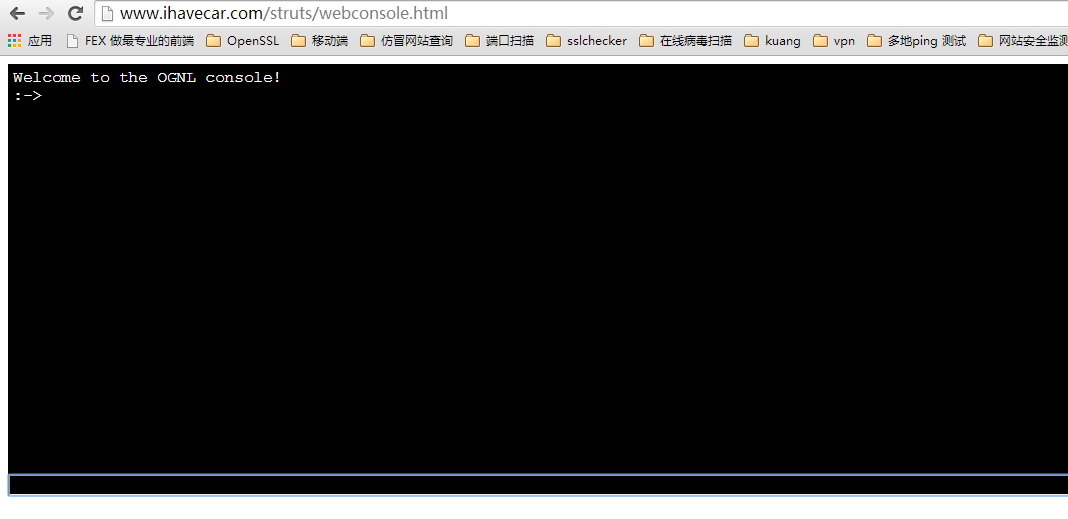 www.ihavecar.com/struts/webconsole.html
应用 FEX 做最专业的前端 OpenSSL 移动端 仿冒网站查询 端口扫描 sslchecker 在线病毒扫描 kuang vpn 多地ping 测试 网站安全监测
Welcome to the OGNL console!
:->